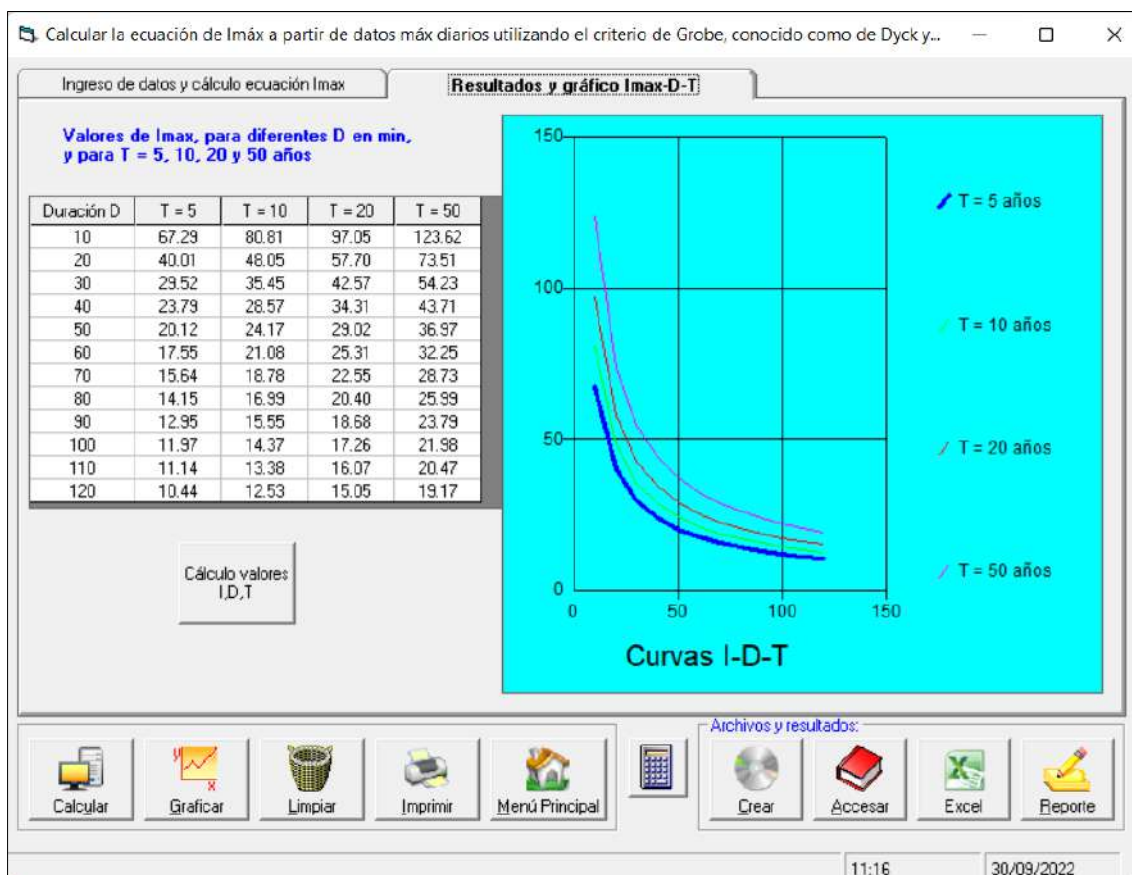 Calcular la ecuación de Imáx a partir de datos máx diarios utilizando el criterio de Grobe, conocido como de Dyck y...
Ingreso de datos y cálculo ecuación Imax
Resultados y gráfico Imax-D-T
Valores de Imax, para diferentes D en min,
y para T = 5, 10, 20 y 50 años
Duración D T = 5 T = 10 T = 20 T = 50
10 67.29 80.81 97.05 123.62
20 40.01 48.05 57.70 73.51
30 29.52 35.45 42.57 54.23
40 23.79 28.57 34.31 43.71
50 20.12 24.17 29.02 36.97
60 17.55 21.08 25.31 32.25
70 15.64 18.78 22.55 28.73
80 14.15 16.99 20.40 25.99
90 12.95 15.55 18.68 23.79
100 11.97 14.37 17.26 21.98
110 11.14 13.38 16.07 20.47
120 10.44 12.53 15.05 19.17
Cálculo valores
I,D,T
150
100
50
0
0 50 100 150
Curvas I-D-T
T = 5 años
T = 10 años
T = 20 años
T = 50 años
Calcular
y
x
Graficar
Limpiar
Imprimir
Menú Principal
Archivos y resultados:
Crear
Accesar
Excel
Reporte
11:16
30/09/2022